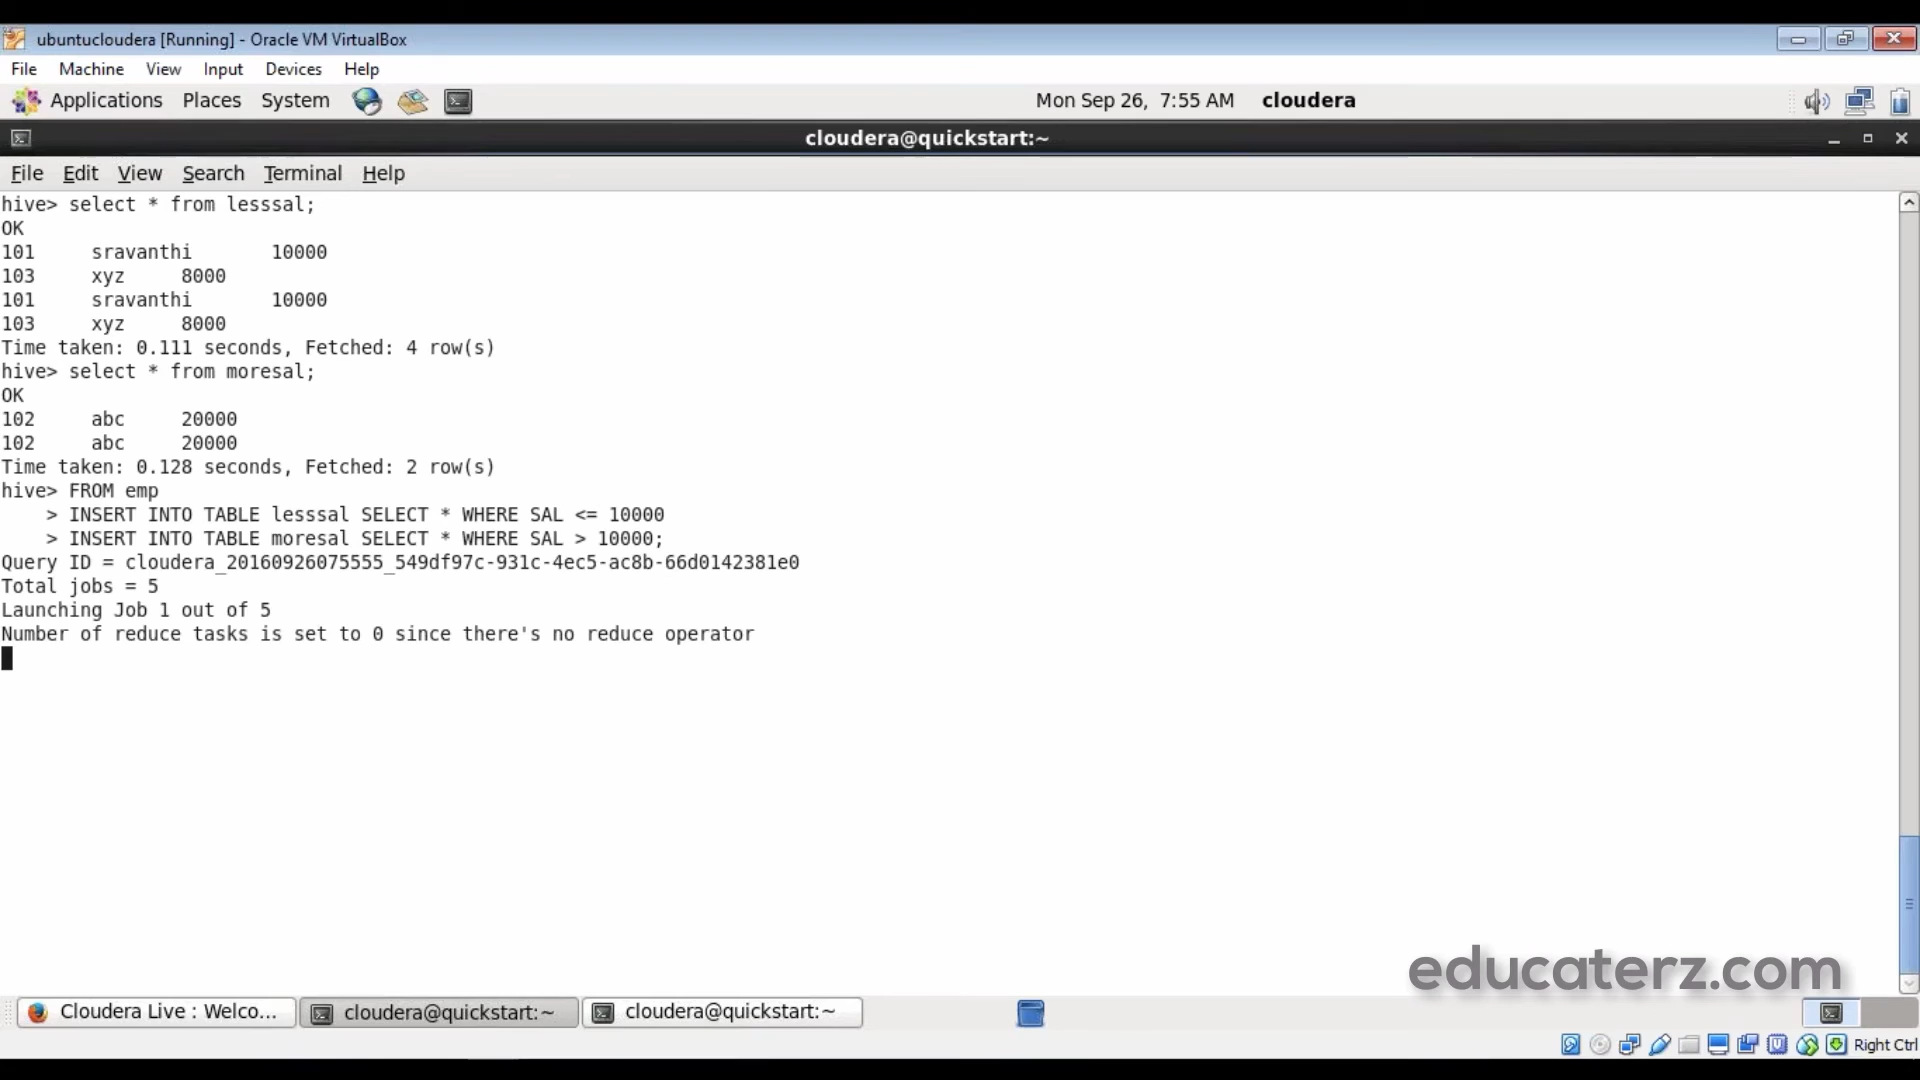 ubuntucloudera [Running] - Oracle VM VirtualBox
File Machine View Input Devices Help
Applications Places System Mon Sep 26, 7:55 AM cloudera
cloudera@quickstart:~
File Edit View Search Terminal Help
hive> select * from lesssal;
OK
101 sravanthi 10000
103 xyz 8000
101 sravanthi 10000
103 xyz 8000
Time taken: 0.111 seconds, Fetched: 4 row(s)
hive> select * from moresal;
OK
102 abc 20000
102 abc 20000
Time taken: 0.128 seconds, Fetched: 2 row(s)
hive> FROM emp
> INSERT INTO TABLE lesssal SELECT * WHERE SAL <= 10000
> INSERT INTO TABLE moresal SELECT * WHERE SAL > 10000;
Query ID = cloudera_20160926075555_549df97c-931c-4ec5-ac8b-66d0142381e0
Total jobs = 5
Launching Job 1 out of 5
Number of reduce tasks is set to 0 since there's no reduce operator
educaterz.com
Cloudera Live : Welco... cloudera@quickstart:~ cloudera@quickstart:~
Right Ctrl